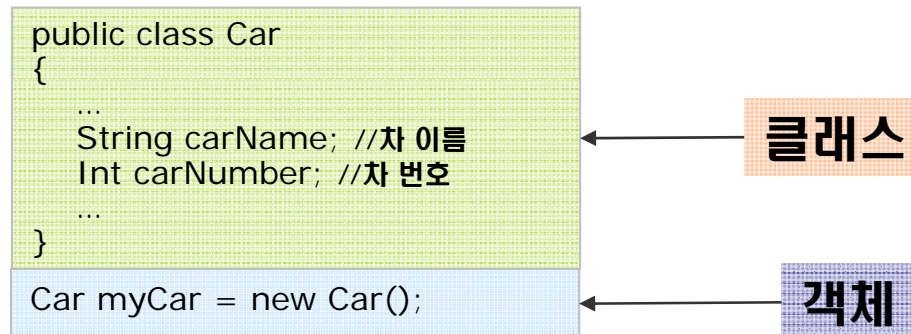 public class Car
{
...
String carName; //차 이름
Int carNumber; //차 번호
...
}
클래스
Car myCar = new Car();
객체